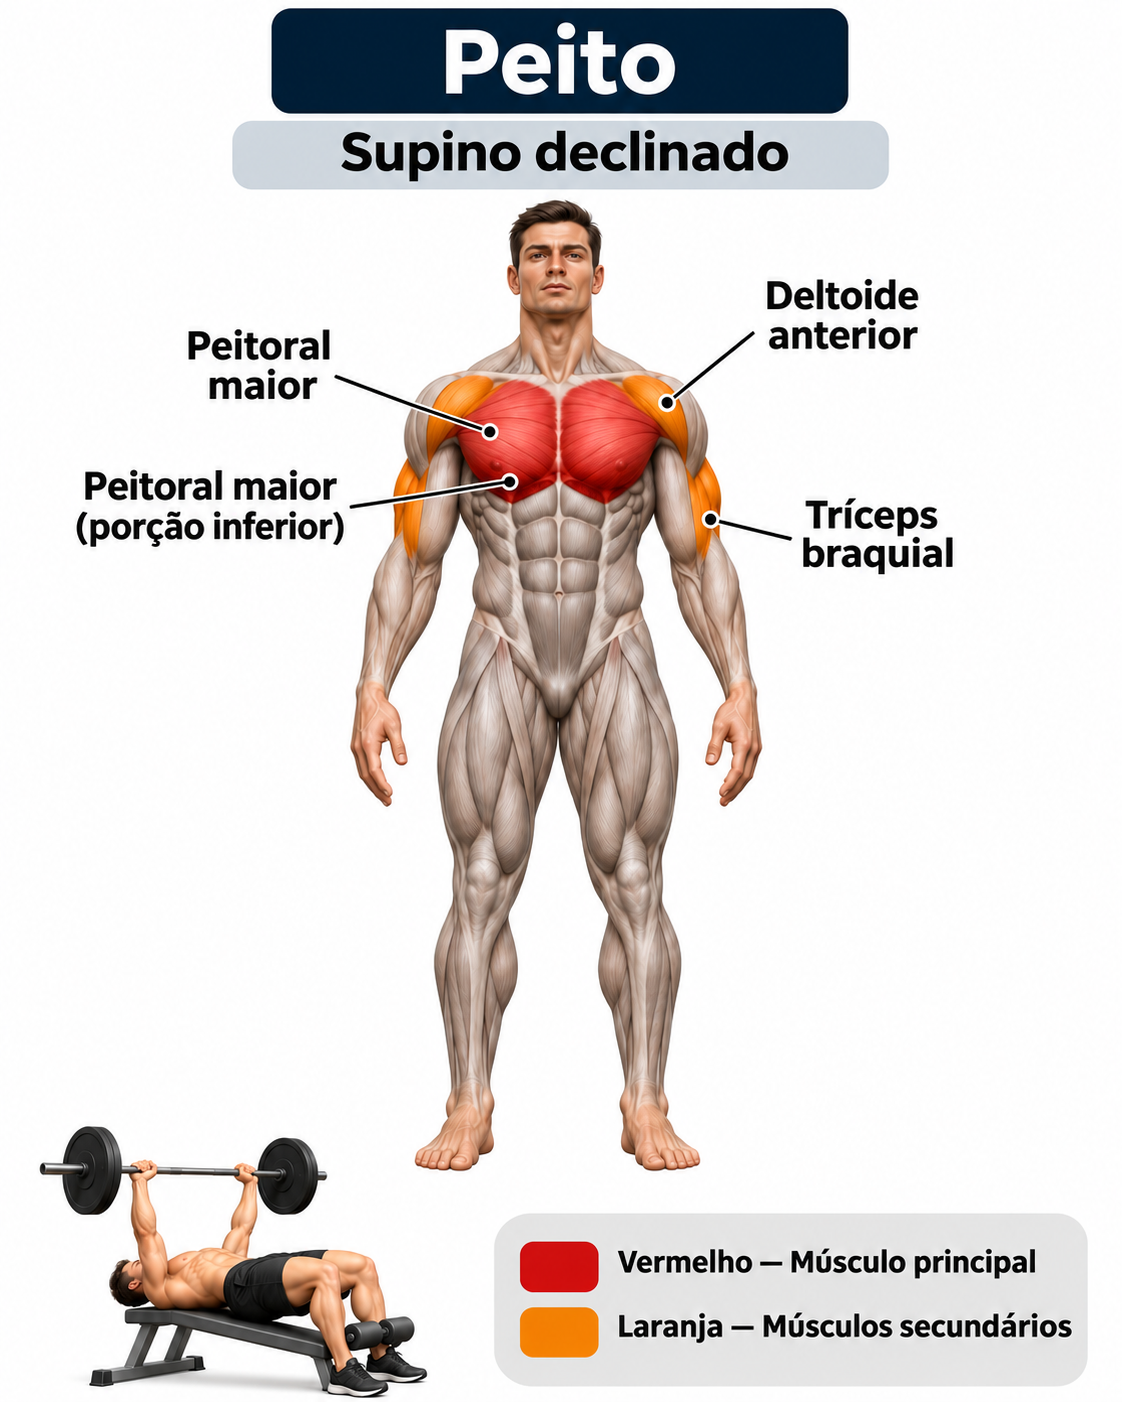 Peito
Supino declinado
Peitoral
maior
Deltoide
anterior
Peitoral maior
(porção inferior)
Tríceps
braquial
Vermelho — Músculo principal
Laranja — Músculos secundários